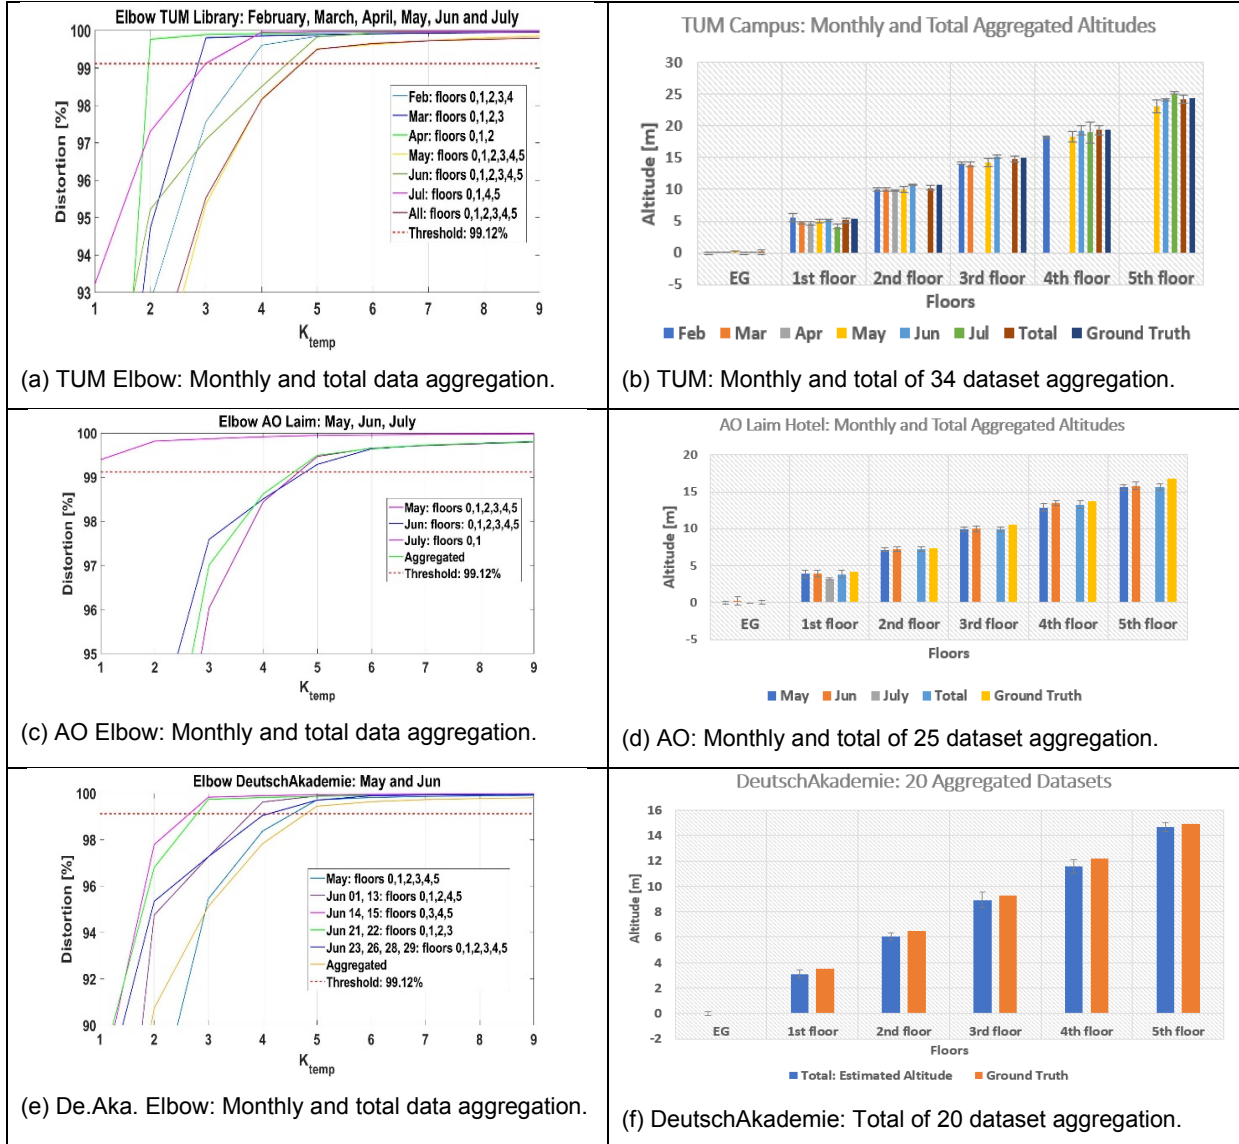 Elbow TUM Library: February, March, April, May, Jun and July
100
99
98
97
96
95
94
93
Distortion [%]
Feb: floors 0,1,2,3,4
Mar: floors 0,1,2,3
Apr: floors 0,1,2
May: floors 0,1,2,3,4,5
Jun: floors 0,1,2,3,4,5
Jul: floors 0,1,4,5
All: floors 0,1,2,3,4,5
Threshold: 99.12%
1 2 3 4 5 6 7 8 9
K_temp
(a) TUM Elbow: Monthly and total data aggregation.
TUM Campus: Monthly and Total Aggregated Altitudes
30
25
20
15
10
5
0
-5
Altitude [m]
EG 1st floor 2nd floor 3rd floor 4th floor 5th floor
Floors
Feb Mar Apr May Jun Jul Total Ground Truth
(b) TUM: Monthly and total of 34 dataset aggregation.
Elbow AO Laim: May, Jun, July
100
99
98
97
96
95
Distortion [%]
May: floors 0,1,2,3,4,5
Jun: floors: 0,1,2,3,4,5
July: floors 0,1
Aggregated
Threshold: 99.12%
1 2 3 4 5 6 7 8 9
K_temp
(c) AO Elbow: Monthly and total data aggregation.
AO Laim Hotel: Monthly and Total Aggregated Altitudes
20
15
10
5
0
-5
Altitude [m]
EG 1st floor 2nd floor 3rd floor 4th floor 5th floor
Floors
May Jun July Total Ground Truth
(d) AO: Monthly and total of 25 dataset aggregation.
Elbow DeutschAkademie: May and Jun
100
98
96
94
92
90
Distortion [%]
May: floors 0,1,2,3,4,5
Jun 01, 13: floors 0,1,2,4,5
Jun 14, 15: floors 0,3,4,5
Jun 21, 22: floors 0,1,2,3
Jun 23, 26, 28, 29: floors 0,1,2,3,4,5
Aggregated
Threshold: 99.12%
1 2 3 4 5 6 7 8 9
K_temp
(e) De.Aka. Elbow: Monthly and total data aggregation.
DeutschAkademie: 20 Aggregated Datasets
16
14
12
10
8
6
4
2
0
-2
Altitude [m]
EG 1st floor 2nd floor 3rd floor 4th floor 5th floor
Floors
Total: Estimated Altitude Ground Truth
(f) DeutschAkademie: Total of 20 dataset aggregation.